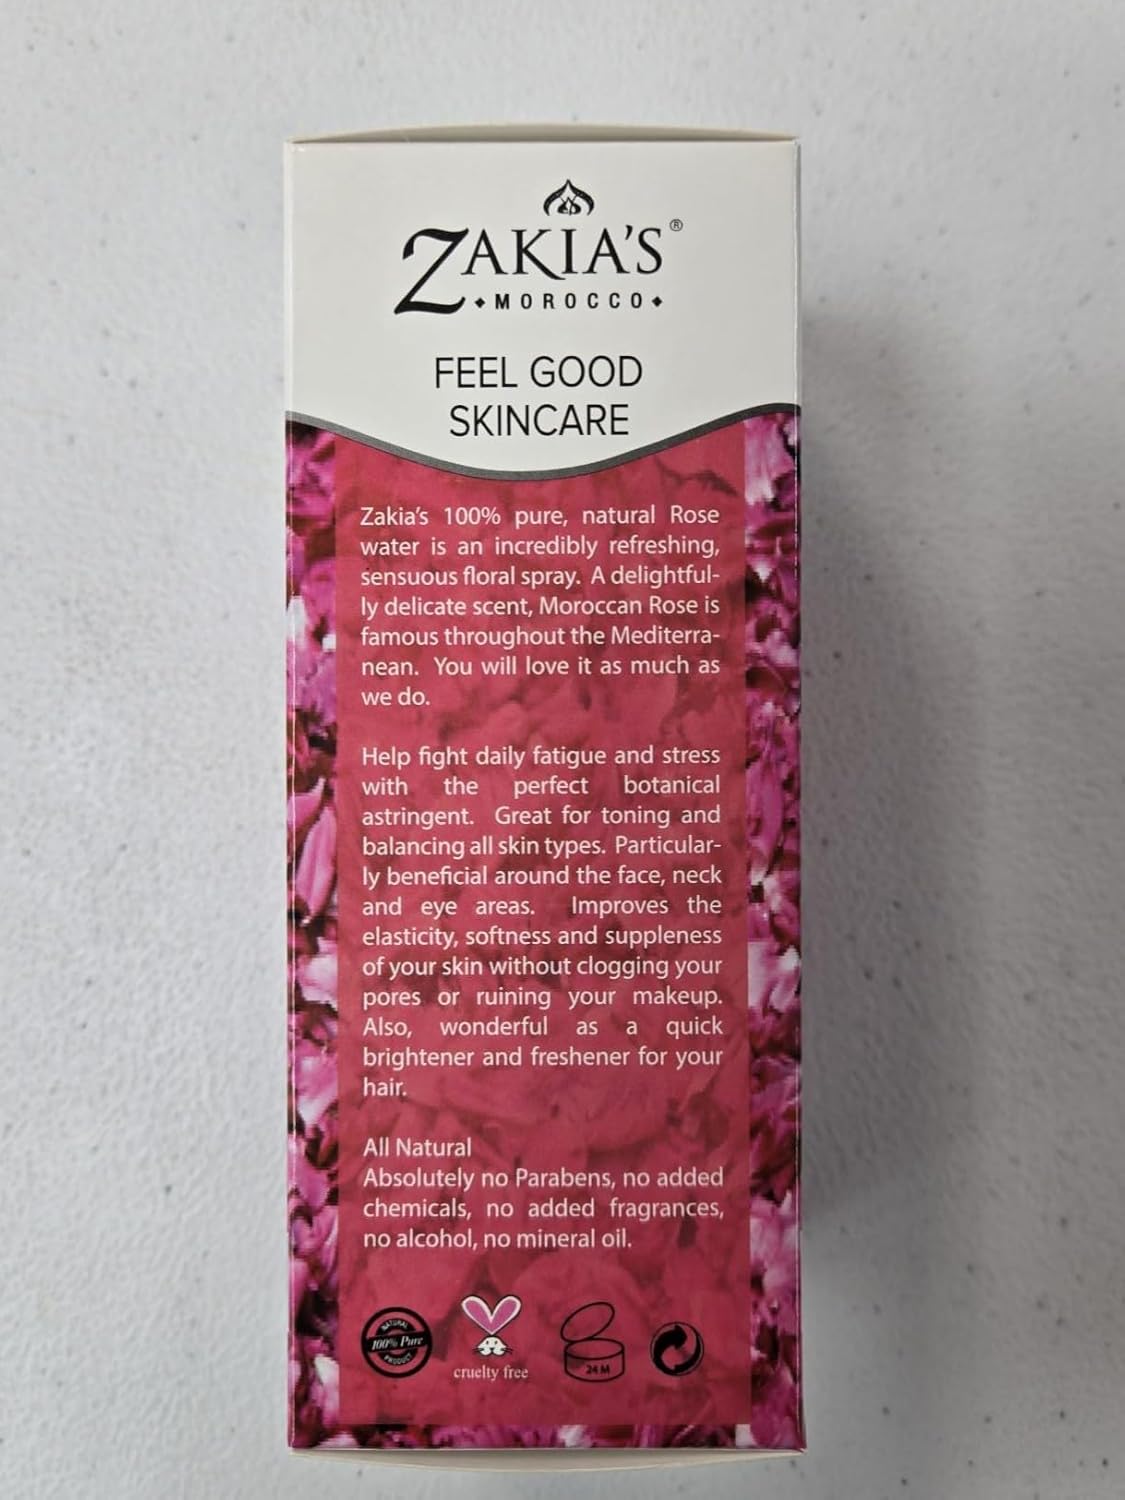 ZAKIA'S®
MOROCCO
FEEL GOOD
SKINCARE
Zakia's 100% pure, natural Rose
water is an incredibly refreshing,
sensuous floral spray. A delightful-
ly delicate scent, Moroccan Rose is
famous throughout the Mediterra-
nean. You will love it as much as
we do.
Help fight daily fatigue and stress
with the perfect botanical
astringent. Great for toning and
balancing all skin types. Particular-
ly beneficial around the face, neck
and eye areas. Improves the
elasticity, softness and suppleness
of your skin without clogging your
pores or ruining your makeup.
Also, wonderful as a quick
brightener and freshener for your
hair.
All Natural
Absolutely no Parabens, no added
chemicals, no added fragrances,
no alcohol, no mineral oil.
NATURAL
100% Pure
PRODUCT
cruelty free
24 M